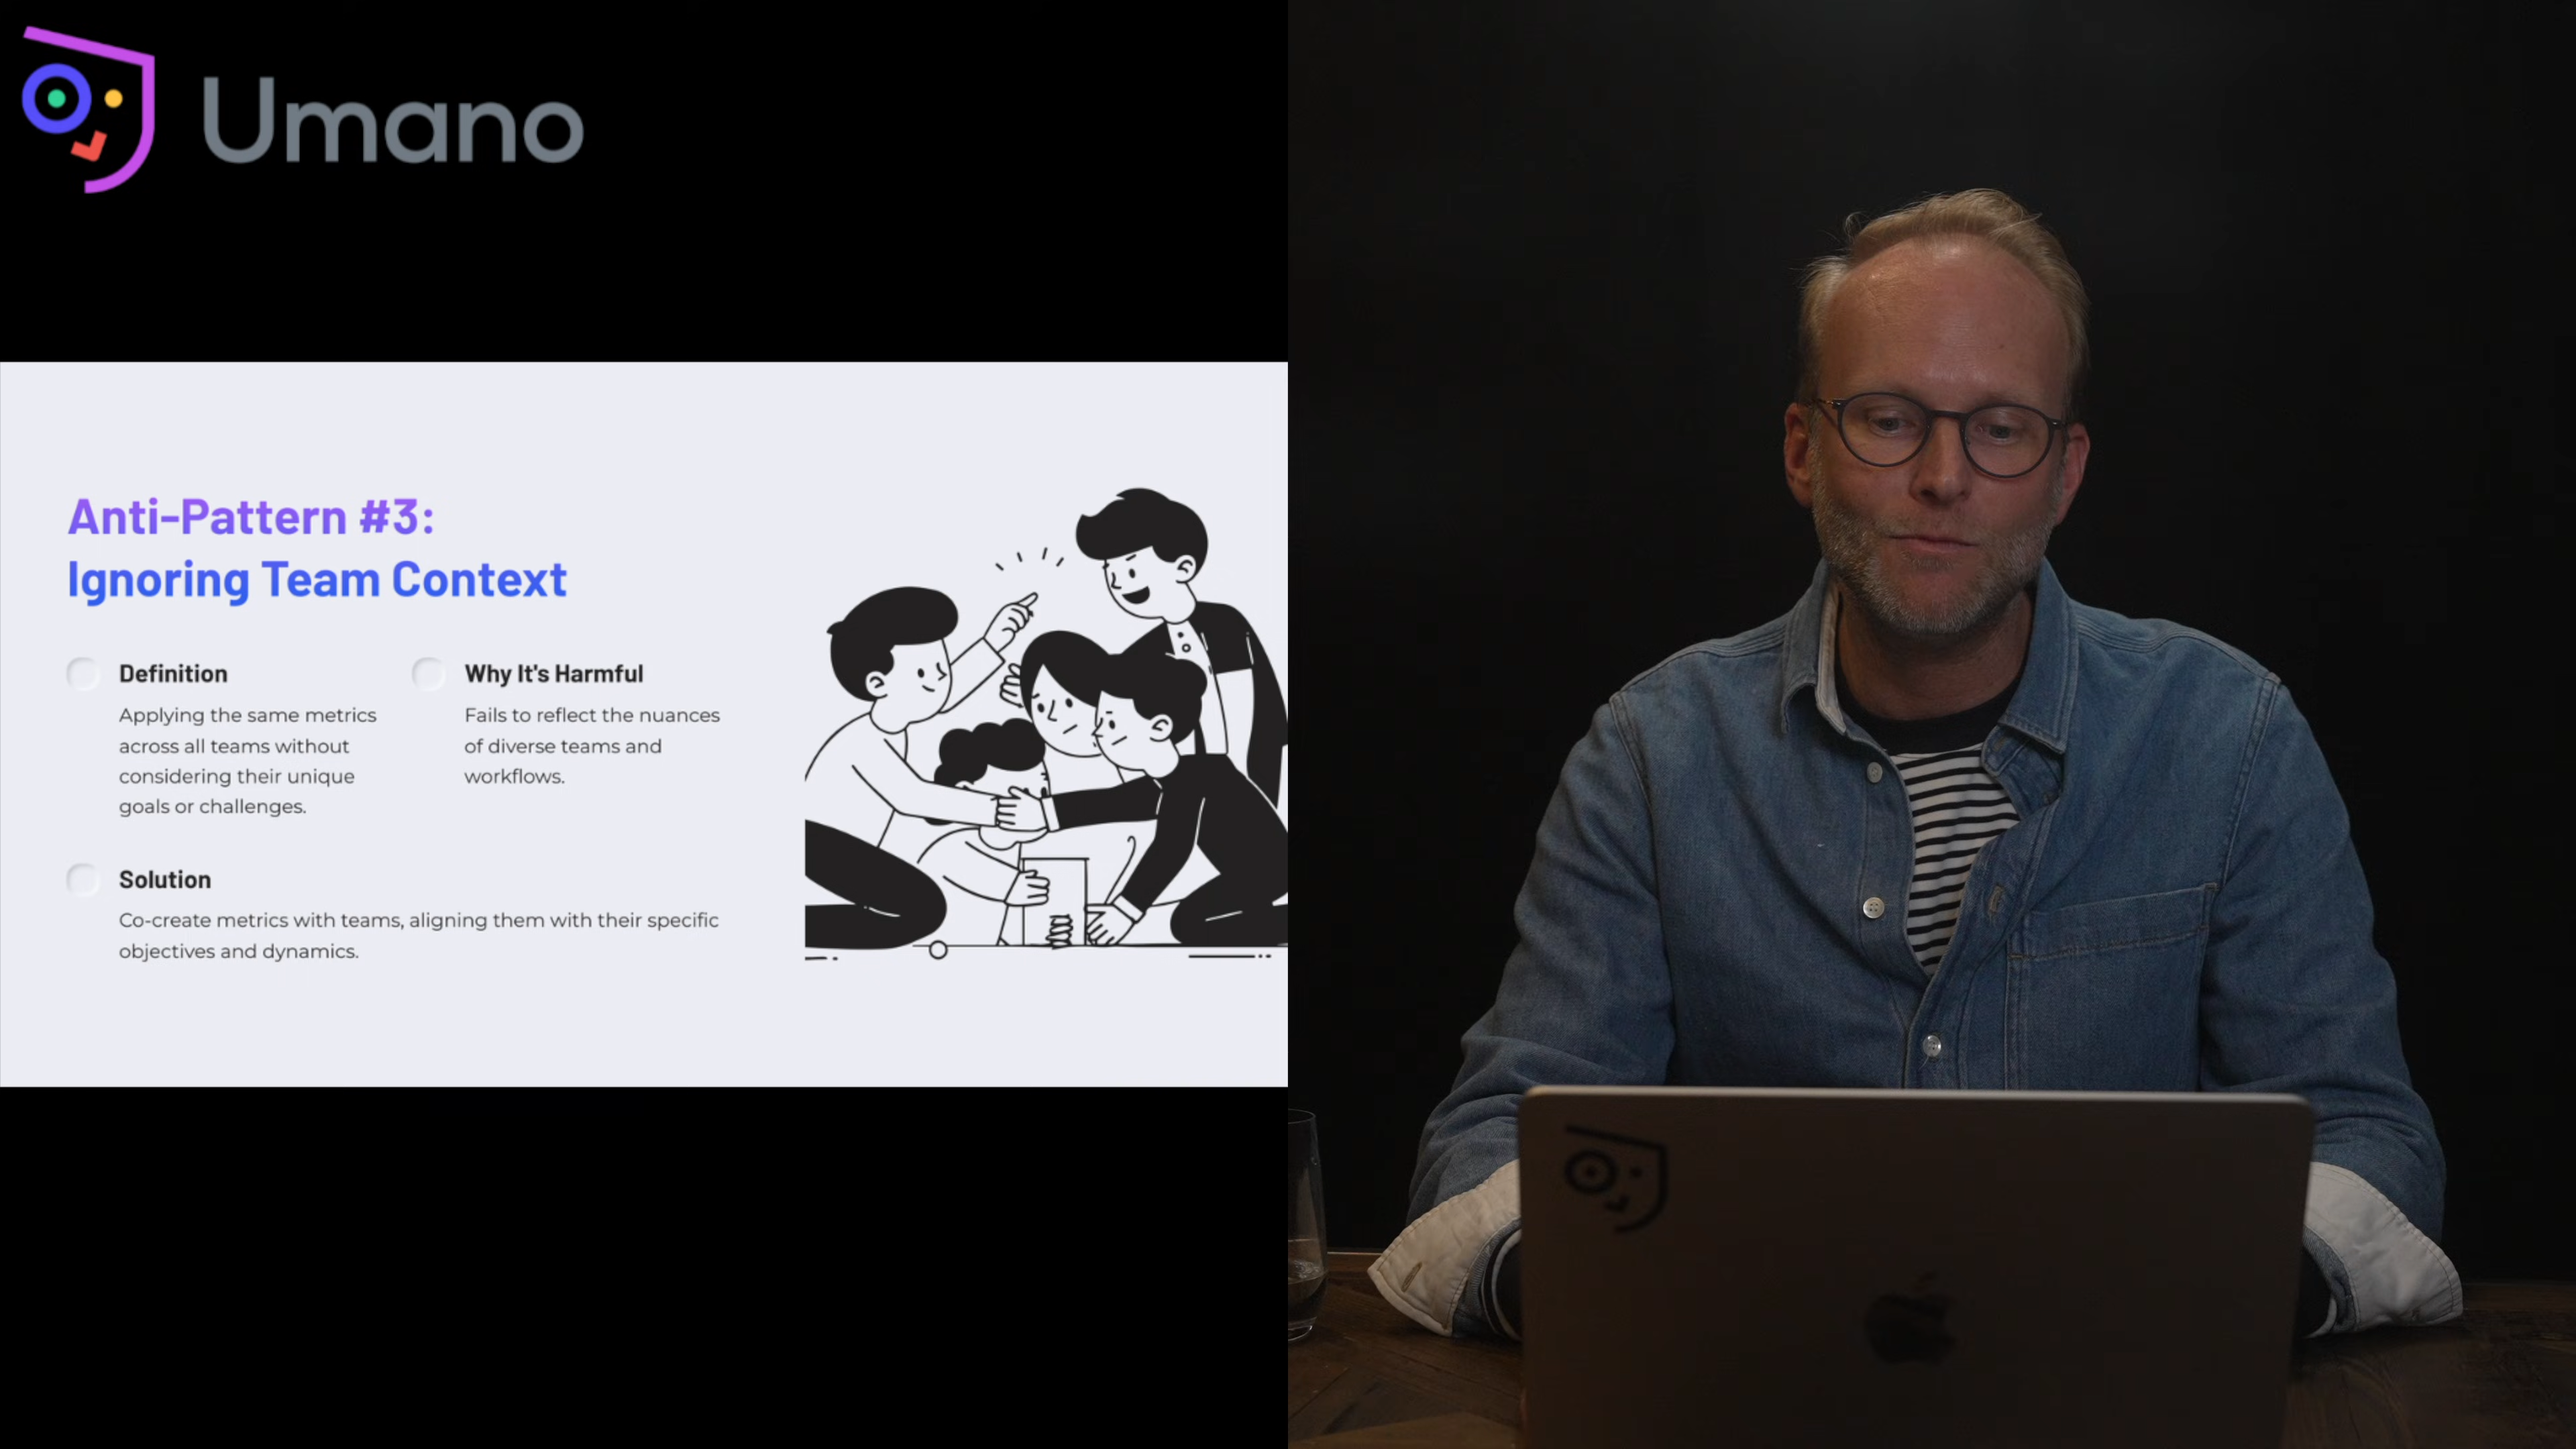 Umano
Anti-Pattern #3:
Ignoring Team Context
Definition
Applying the same metrics
across all teams without
considering their unique
goals or challenges.
Why It's Harmful
Fails to reflect the nuances
of diverse teams and
workflows.
Solution
Co-create metrics with teams, aligning them with their specific
objectives and dynamics.